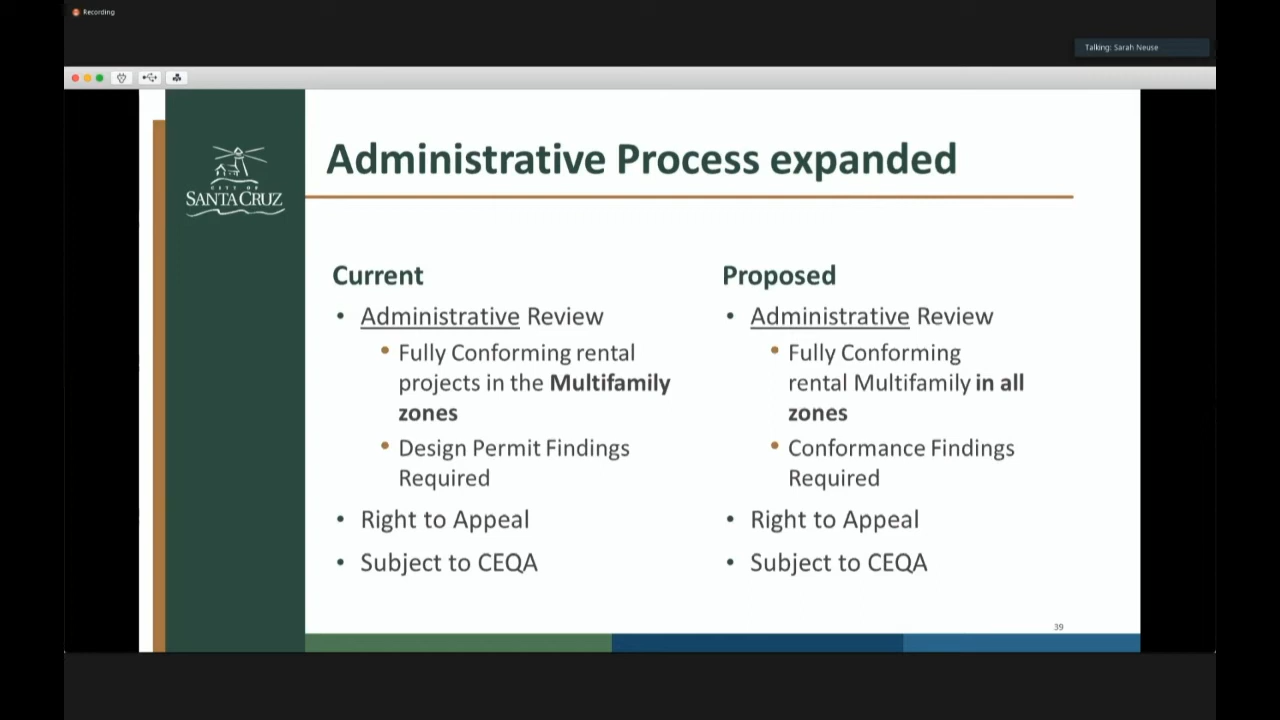 Recording
Talking: Sarah Neuse
CITY OF
SANTA CRUZ
Administrative Process expanded
Current
• Administrative Review
• Fully Conforming rental
projects in the Multifamily
zones
• Design Permit Findings
Required
• Right to Appeal
• Subject to CEQA
Proposed
• Administrative Review
• Fully Conforming
rental Multifamily in all
zones
• Conformance Findings
Required
• Right to Appeal
• Subject to CEQA
39